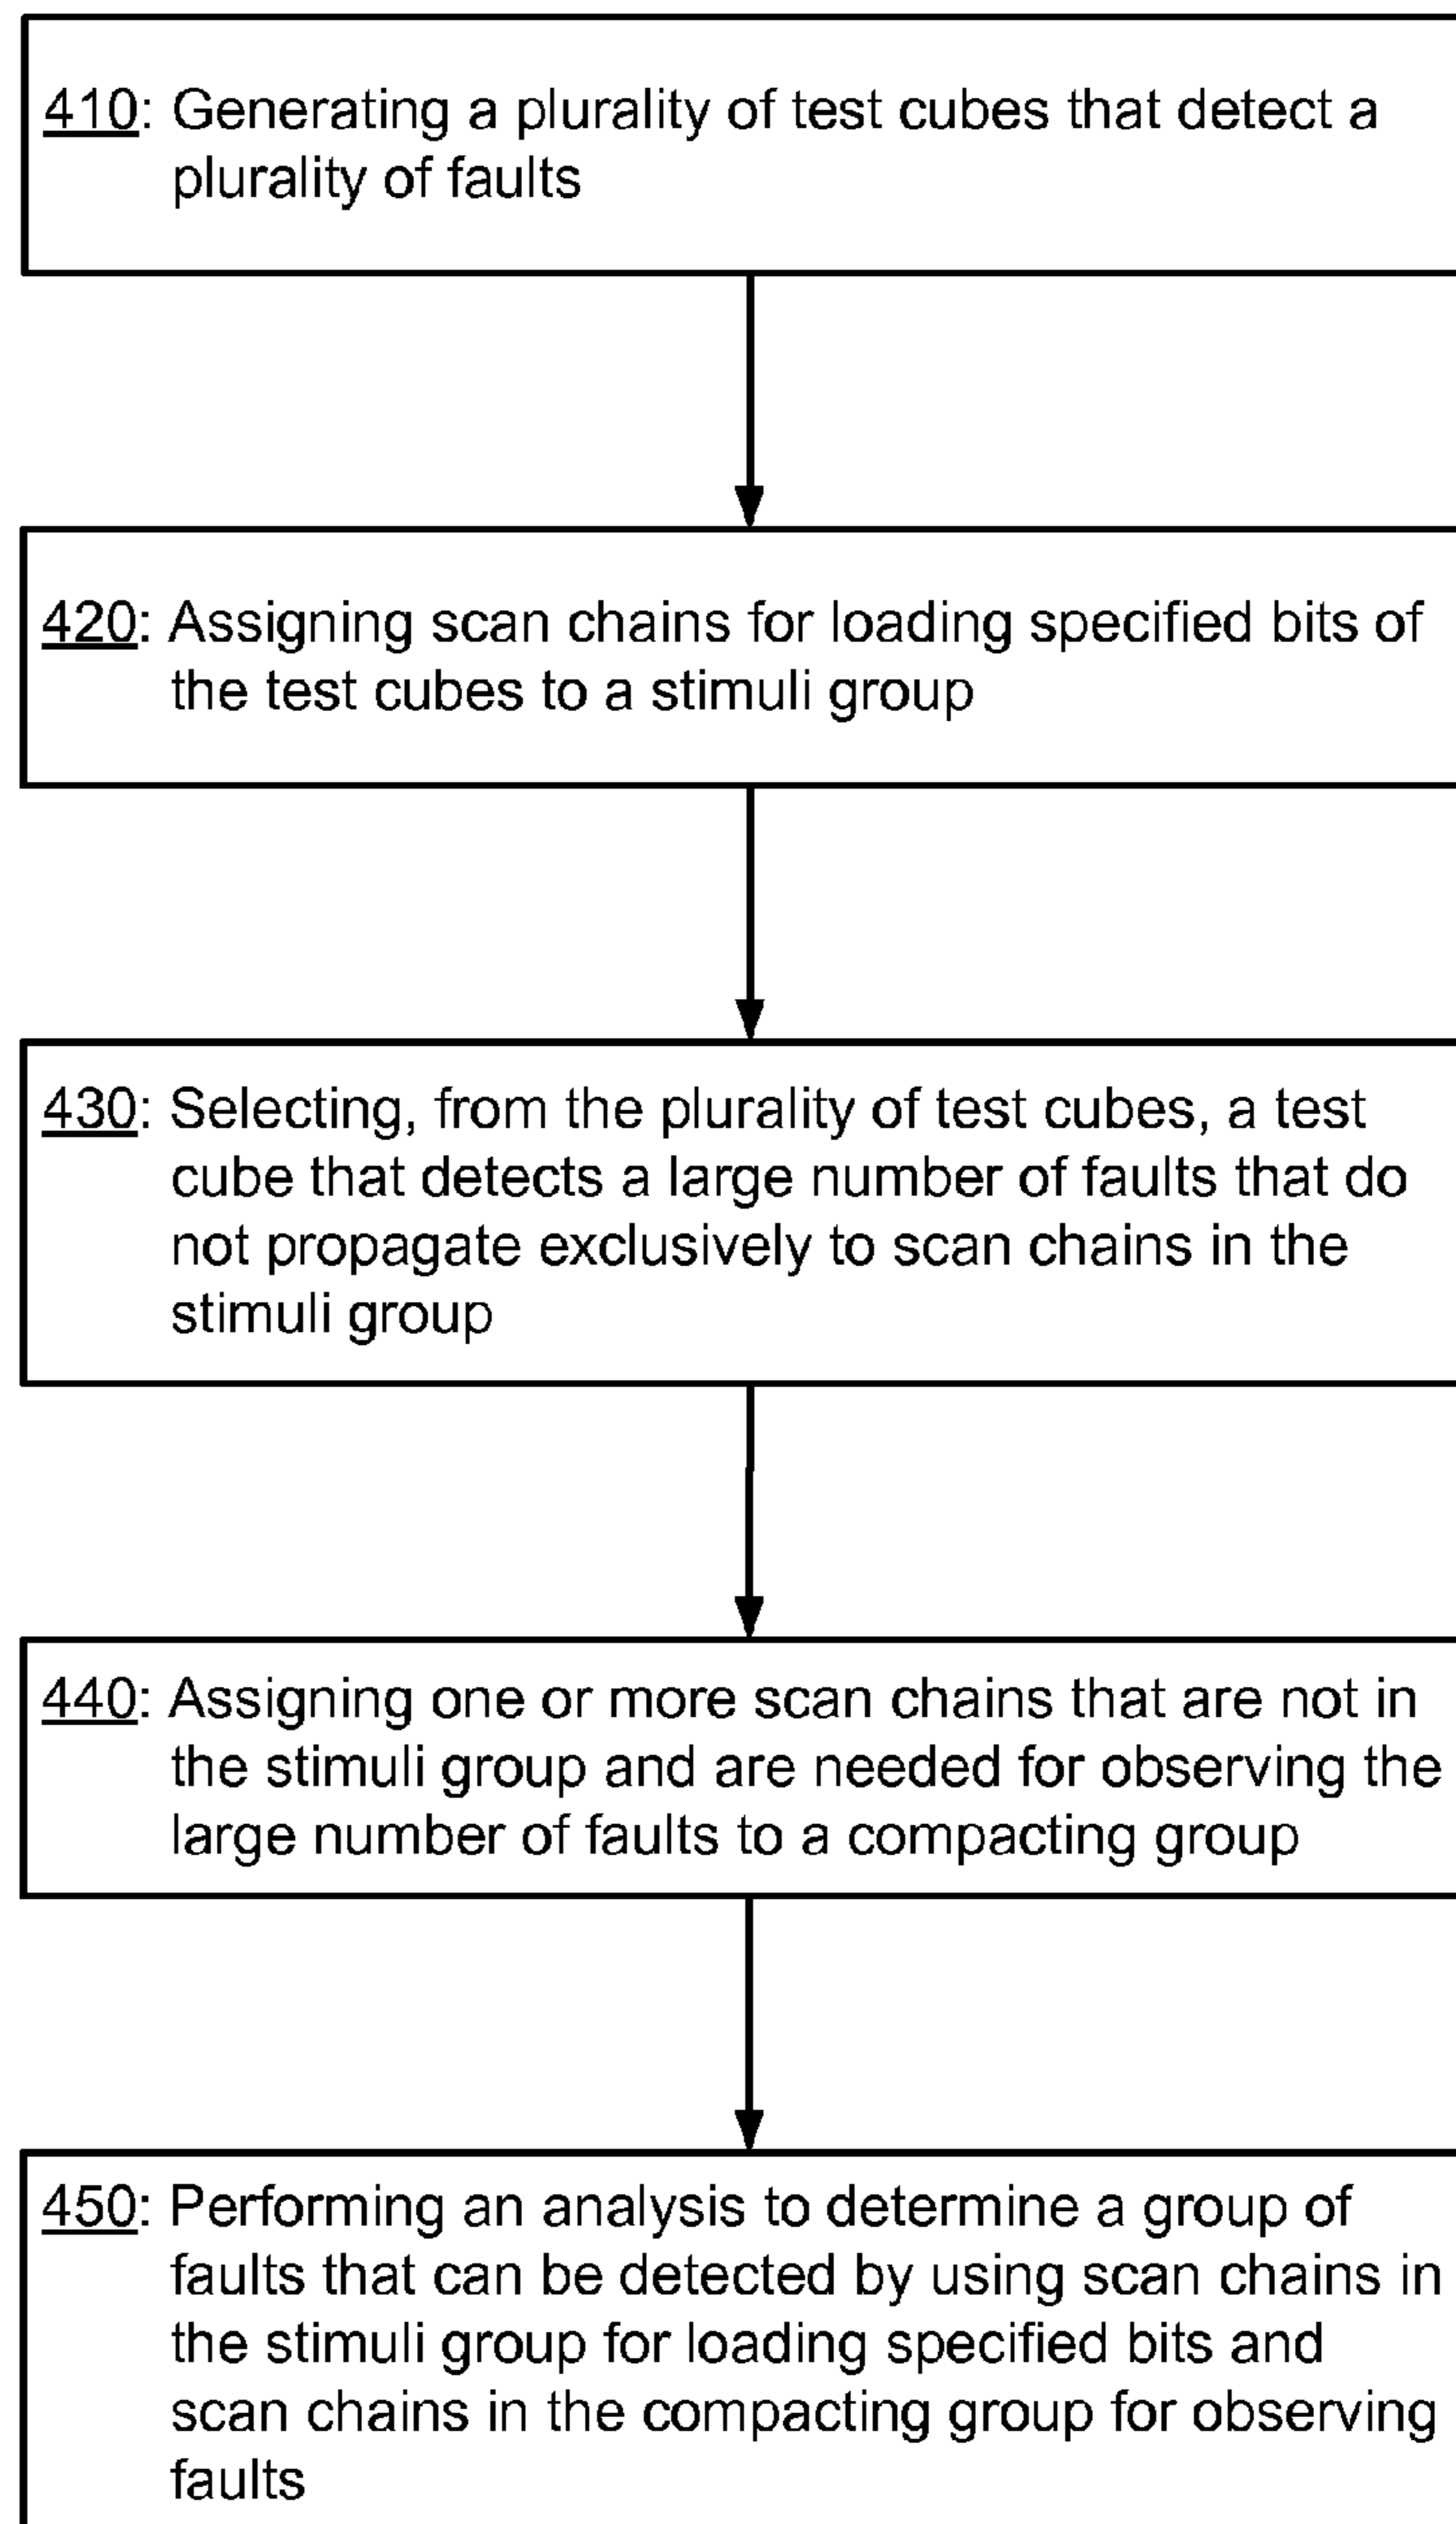 410: Generating a plurality of test cubes that detect a
plurality of faults
420: Assigning scan chains for loading specified bits of
the test cubes to a stimuli group
430: Selecting, from the plurality of test cubes, a test
cube that detects a large number of faults that do
not propagate exclusively to scan chains in the
stimuli group
440: Assigning one or more scan chains that are not in
the stimuli group and are needed for observing the
large number of faults to a compacting group
450: Performing an analysis to determine a group of
faults that can be detected by using scan chains in
the stimuli group for loading specified bits and
scan chains in the compacting group for observing
faults